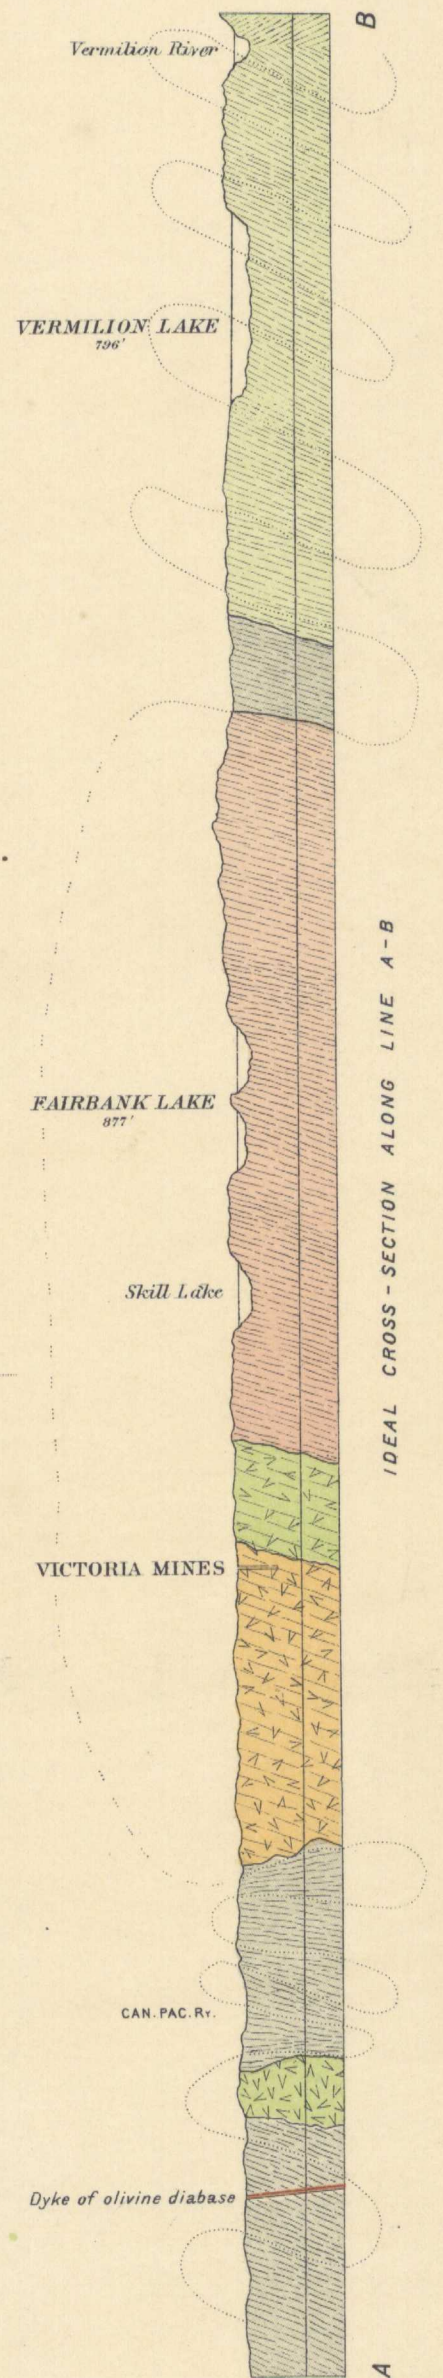 B
Vermilion River
VERMILION LAKE
796'
FAIRBANK LAKE
877'
Skill Lake
IDEAL CROSS-SECTION ALONG LINE A-B
VICTORIA MINES
CAN. PAC. RY.
Dyke of olivine diabase
A